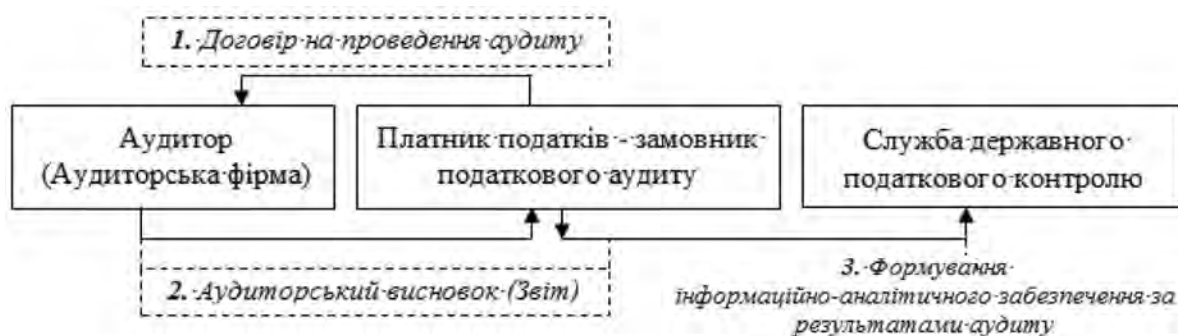 1. Договір на проведення аудиту
Аудитор
(Аудиторська фірма)
Платник податків - замовник
податкового аудиту
Служба державного
податкового контролю
2. Аудиторський висновок (Звіт)
3. Формування
інформаційно-аналітичного забезпечення за
результатами аудиту